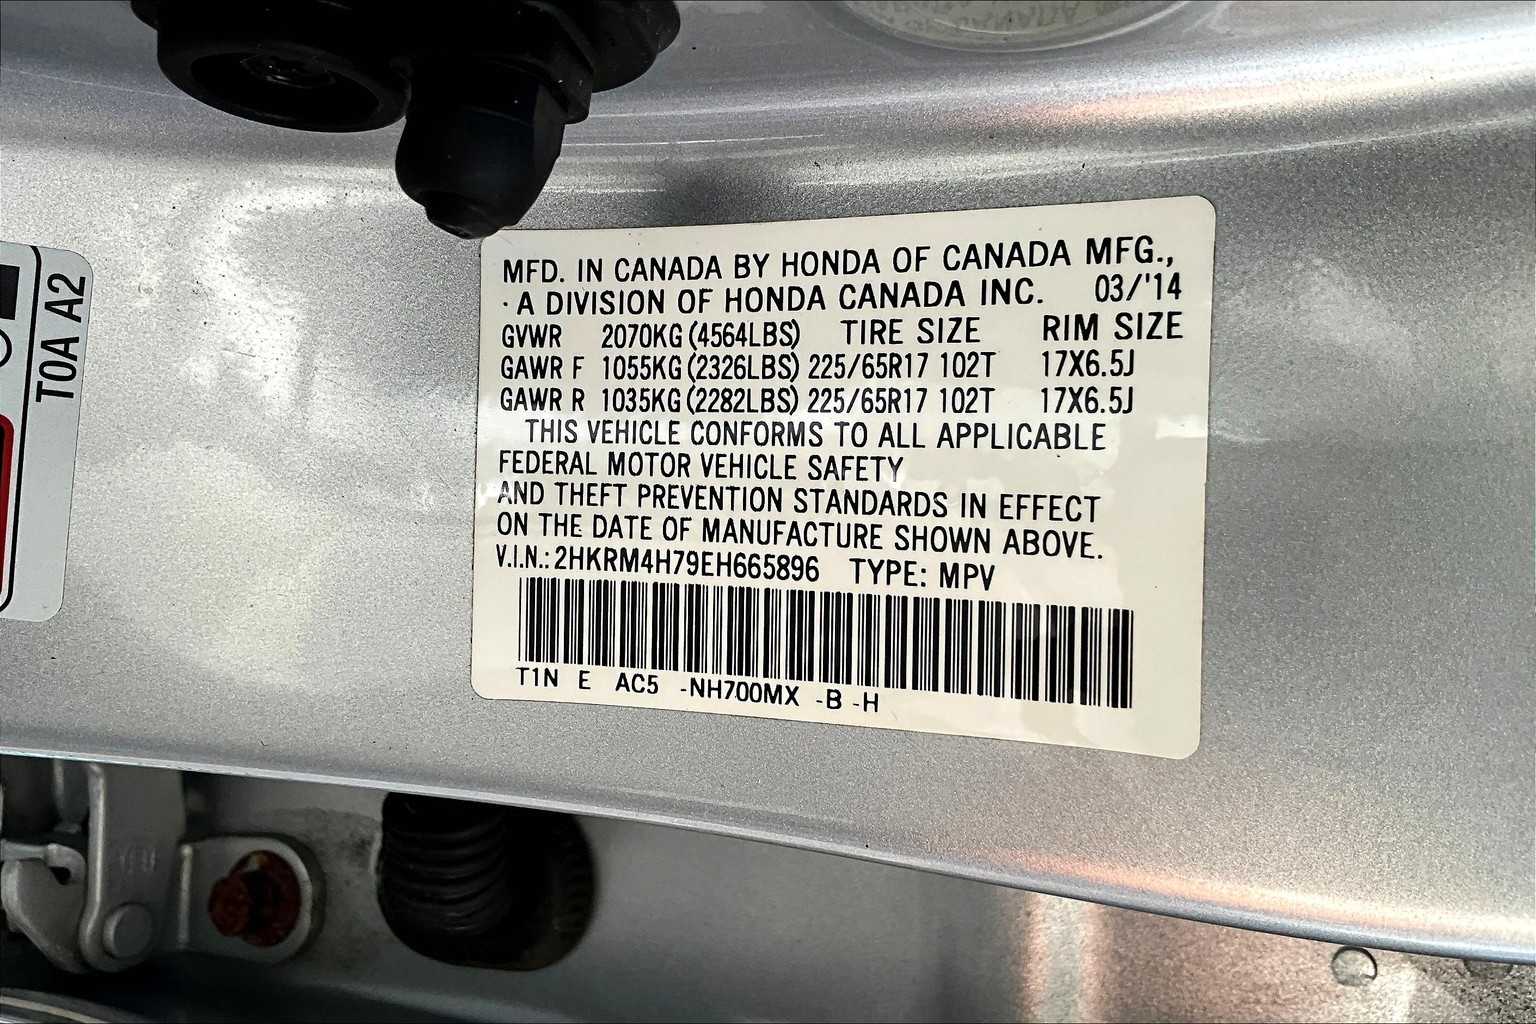 MFD. IN CANADA BY HONDA OF CANADA MFG.,
· A DIVISION OF HONDA CANADA INC. 03/'14
GVWR 2070KG (4564LBS) TIRE SIZE RIM SIZE
GAWR F 1055KG (2326LBS) 225/65R17 102T 17X6.5J
GAWR R 1035KG (2282LBS) 225/65R17 102T 17X6.5J
THIS VEHICLE CONFORMS TO ALL APPLICABLE
FEDERAL MOTOR VEHICLE SAFETY
AND THEFT PREVENTION STANDARDS IN EFFECT
ON THE DATE OF MANUFACTURE SHOWN ABOVE.
V.I.N.: 2HKRM4H79EH665896 TYPE: MPV
T1N E AC5 -NH700MX -B -H
T0A A2